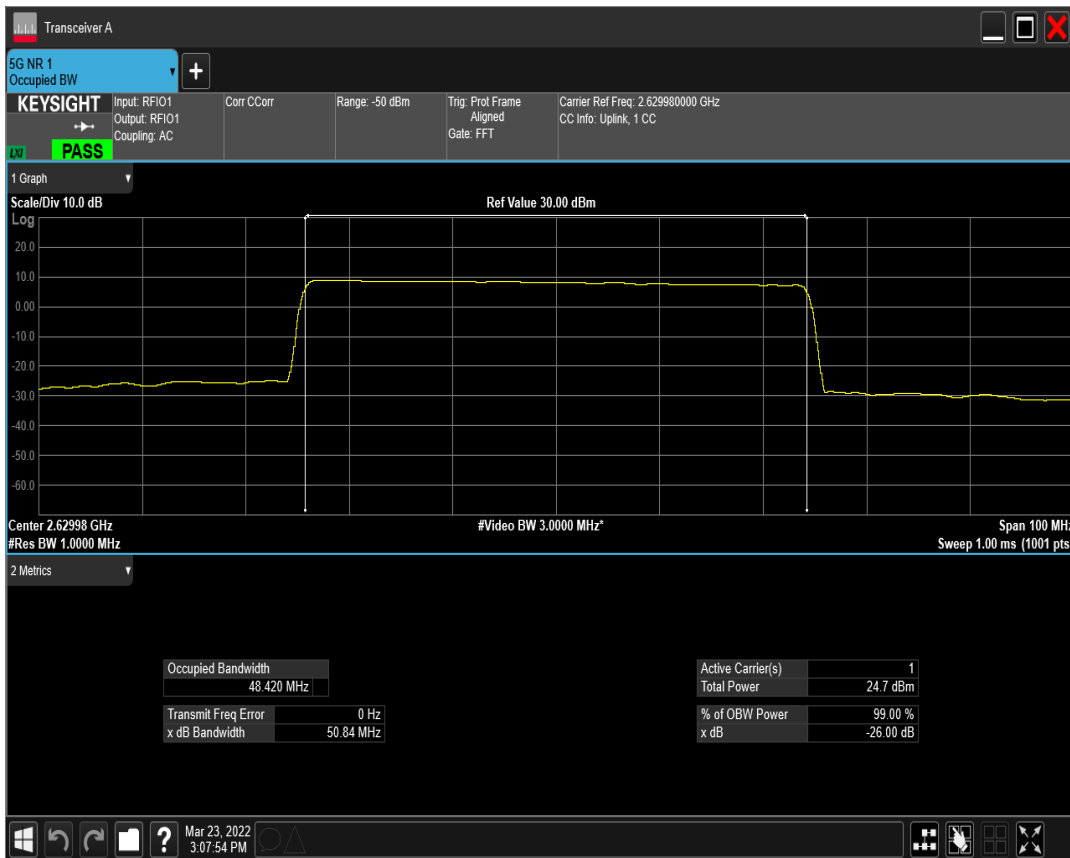 Transceiver A
5G NR 1
Occupied BW
KEYSIGHT
LXI
PASS
Input: RFIO1
Output: RFIO1
Coupling: AC
Corr CCorr
Range: -50 dBm
Trig: Prot Frame
Aligned
Gate: FFT
Carrier Ref Freq: 2.629980000 GHz
CC Info: Uplink, 1 CC
1 Graph
Scale/Div 10.0 dB
Ref Value 30.00 dBm
Log
20.0
10.0
0.00
-10.0
-20.0
-30.0
-40.0
-50.0
-60.0
Center 2.62998 GHz
#Video BW 3.0000 MHz*
Span 100 MHz
#Res BW 1.0000 MHz
Sweep 1.00 ms (1001 pts
2 Metrics
Occupied Bandwidth
48.420 MHz
Transmit Freq Error 0 Hz
x dB Bandwidth 50.84 MHz
Active Carrier(s) 1
Total Power 24.7 dBm
% of OBW Power 99.00 %
x dB -26.00 dB
Mar 23, 2022
3:07:54 PM